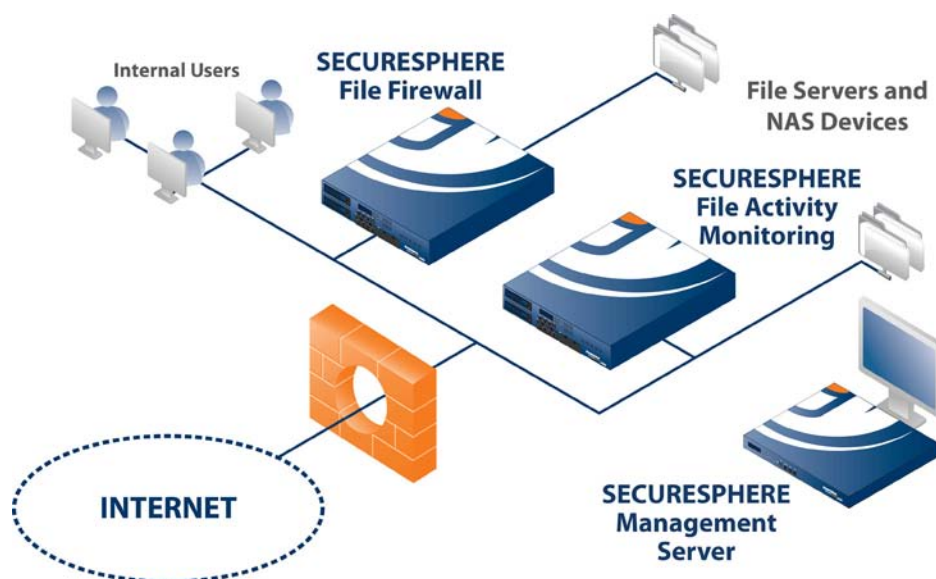 Internal Users
SECURESPHERE
File Firewall
File Servers and
NAS Devices
SECURESPHERE
File Activity
Monitoring
INTERNET
SECURESPHERE
Management
Server